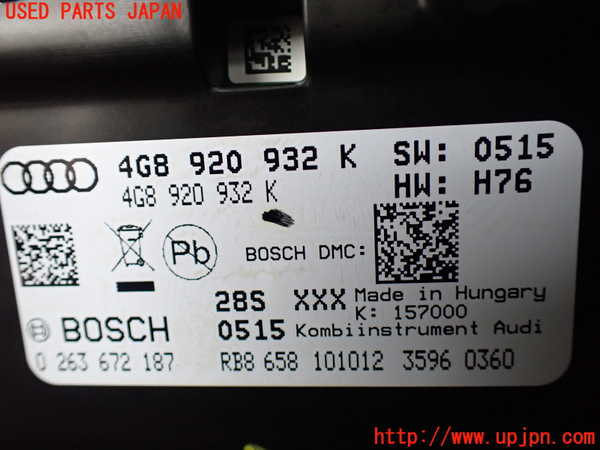 USED PARTS JAPAN
4G8 920 932 K SW: 0515
4G8 920 932 K HW: H76
Pb BOSCH DMC:
28S XXX Made in Hungary
K: 157000
BOSCH 0515 Kombiinstrument Audi
0 263 672 187 RB8 658 101012 3596 0360
http://www.upjpn.com/